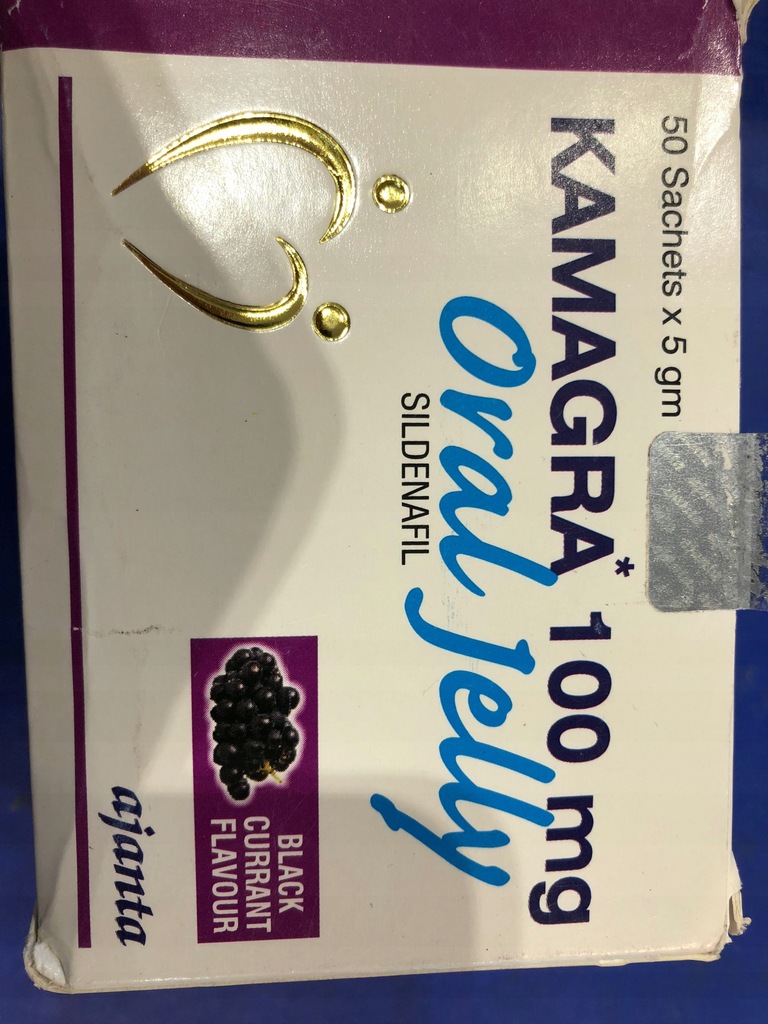 50 Sachets x 5 gm
KAMAGRA* 100 mg
Oral Jelly
SILDENAFIL
BLACK
CURRANT
FLAVOUR
ajanta